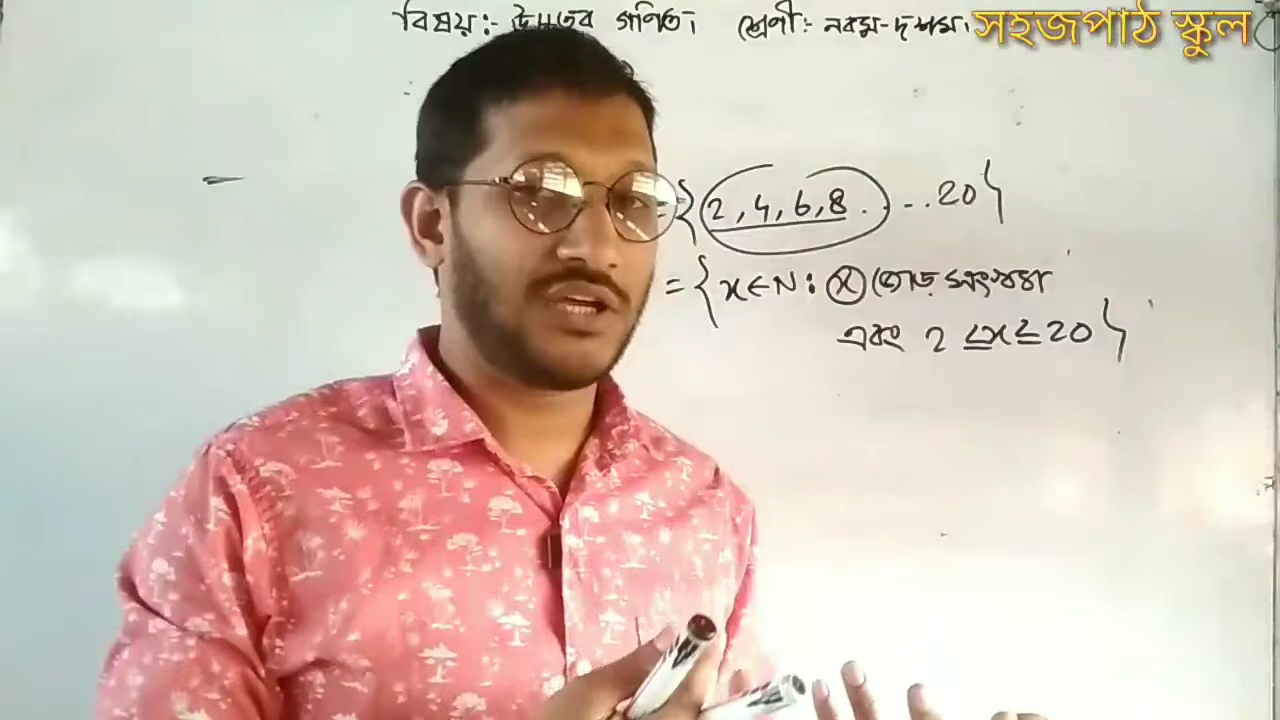 বিষয়:- উচ্চতর গণিত। শ্রেণী:- নবম-দশম।
সহজপাঠ স্কুল
= { 2, 4, 6, 8 . . - .. 20 }
= { x ∈ N : x জোড় সংখ্যা
এবং 2 ≤ x ≥ 20 }